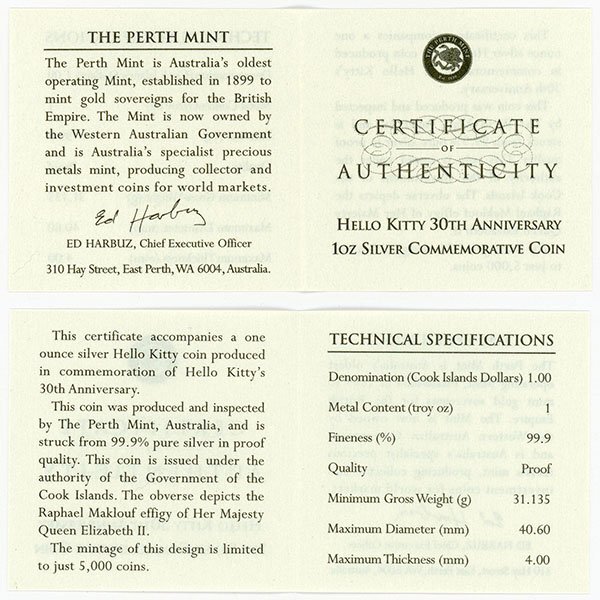 THE PERTH MINT
The Perth Mint is Australia's oldest
operating Mint, established in 1899 to
mint gold sovereigns for the British
Empire. The Mint is now owned by
the Western Australian Government
and is Australia's specialist precious
metals mint, producing collector and
investment coins for world markets.
Ed Harbuz
ED HARBUZ, Chief Executive Officer
310 Hay Street, East Perth, WA 6004, Australia.
THE PERTH MINT
CERTIFICATE
OF
AUTHENTICITY
HELLO KITTY 30TH ANNIVERSARY
1OZ SILVER COMMEMORATIVE COIN
This certificate accompanies a one
ounce silver Hello Kitty coin produced
in commemoration of Hello Kitty's
30th Anniversary.
This coin was produced and inspected
by The Perth Mint, Australia, and is
struck from 99.9% pure silver in proof
quality. This coin is issued under the
authority of the Government of the
Cook Islands. The obverse depicts the
Raphael Maklouf effigy of Her Majesty
Queen Elizabeth II.
The mintage of this design is limited
to just 5,000 coins.
TECHNICAL SPECIFICATIONS
Denomination (Cook Islands Dollars) 1.00
Metal Content (troy oz) 1
Fineness (%) 99.9
Quality Proof
Minimum Gross Weight (g) 31.135
Maximum Diameter (mm) 40.60
Maximum Thickness (mm) 4.00